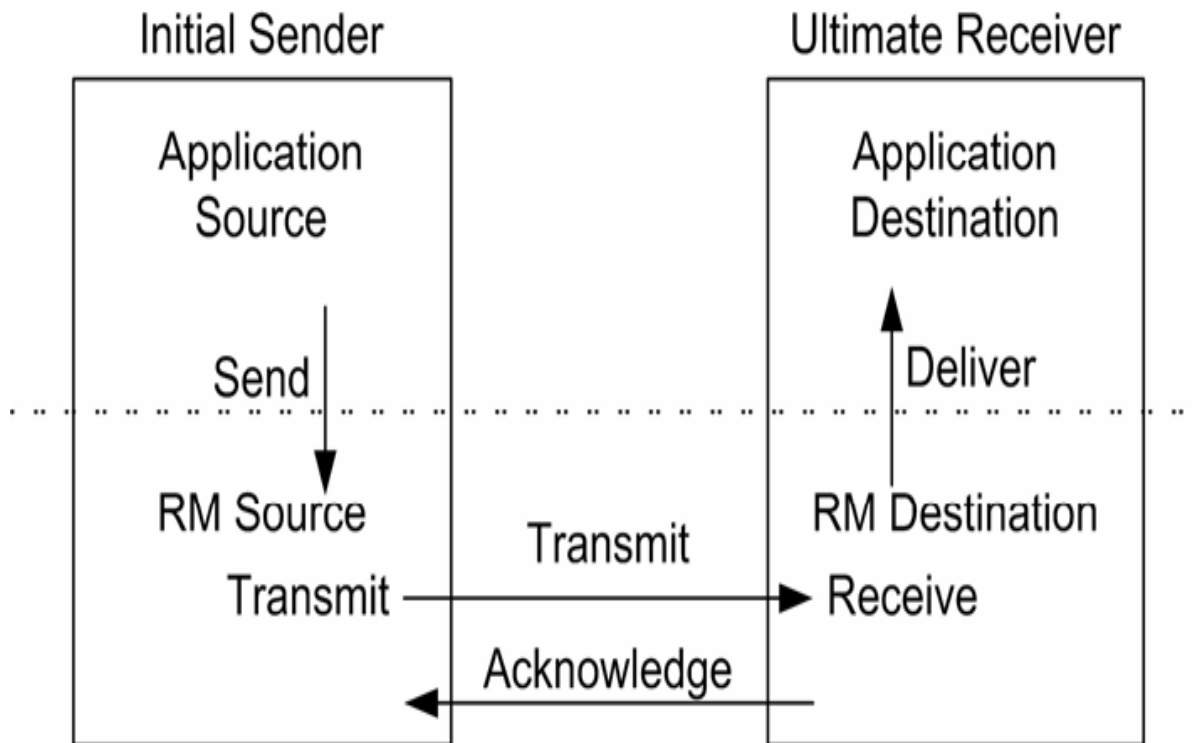 Initial Sender
Ultimate Receiver
Application
Source
Application
Destination
Send
Deliver
RM Source
RM Destination
Transmit
Transmit
Receive
Acknowledge